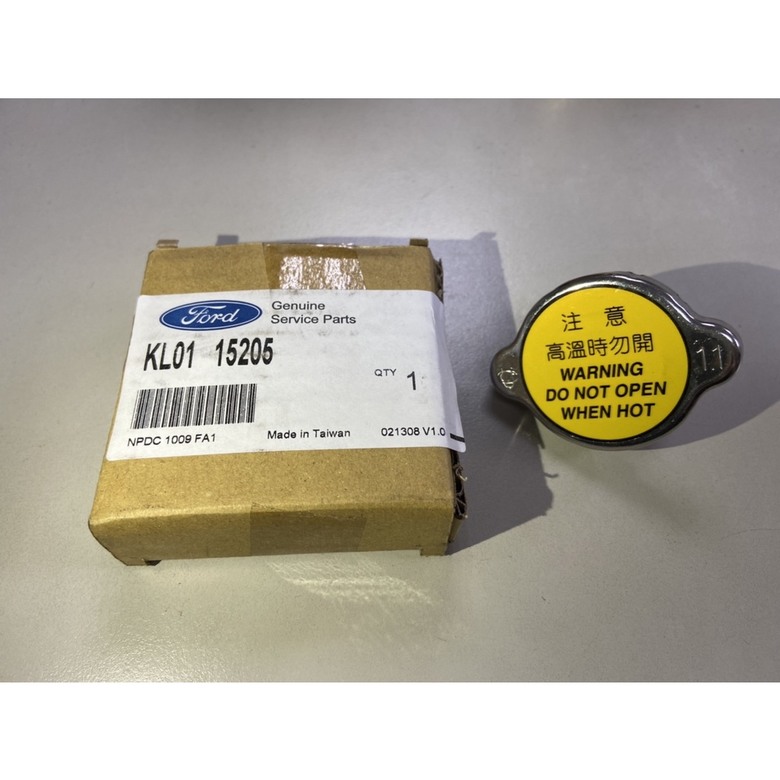 Ford
Genuine
Service Parts
KL01 15205
QTY 1
NPDC 1009 FA1 Made in Taiwan 021308 V1.0
注意
高溫時勿開
WARNING
DO NOT OPEN
WHEN HOT
1.1